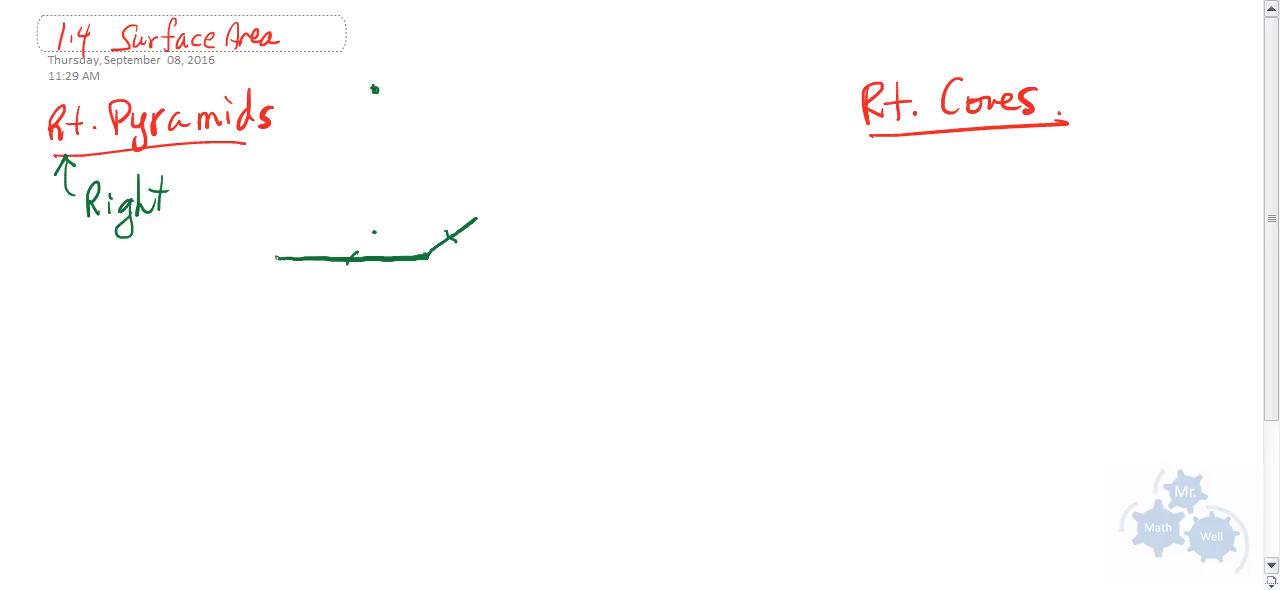 1.4 Surface Area
Thursday, September 08, 2016
11:29 AM
Rt. Pyramids
Right
Rt. Cones.
Mr.
Math
Well